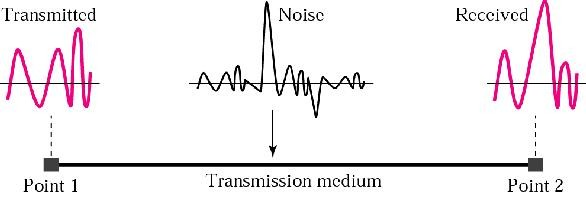 Transmitted
Noise
Received
Point 1
Transmission medium
Point 2